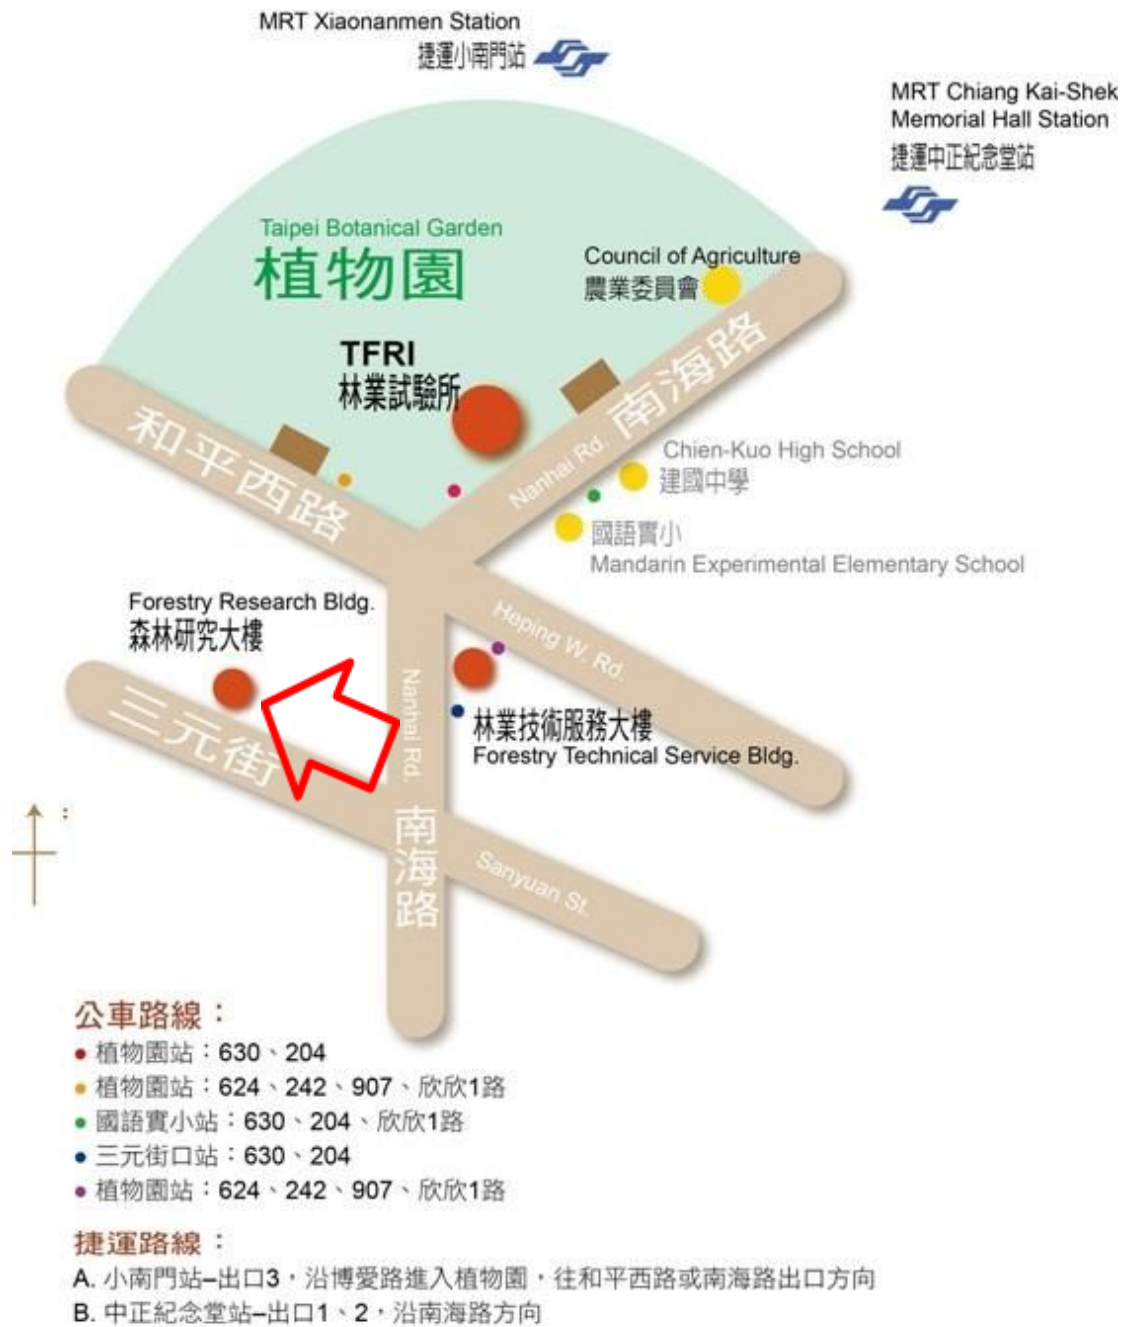 MRT Xiaonanmen Station
捷運小南門站
MRT Chiang Kai-Shek
Memorial Hall Station
捷運中正紀念堂站
Taipei Botanical Garden
植物園
Council of Agriculture
農業委員會
TFRI
林業試驗所
和平西路
Nanhai Rd. 南海路
Chien-Kuo High School
建國中學
國語實小
Mandarin Experimental Elementary School
Forestry Research Bldg.
森林研究大樓
Heping W. Rd.
三元街
Nanhai Rd.
南海路
林業技術服務大樓
Forestry Technical Service Bldg.
Sanyuan St.
公車路線：
• 植物園站：630、204
• 植物園站：624、242、907、欣欣1路
• 國語實小站：630、204、欣欣1路
• 三元街口站：630、204
• 植物園站：624、242、907、欣欣1路
捷運路線：
A. 小南門站–出口3，沿博愛路進入植物園，往和平西路或南海路出口方向
B. 中正紀念堂站–出口1、2，沿南海路方向